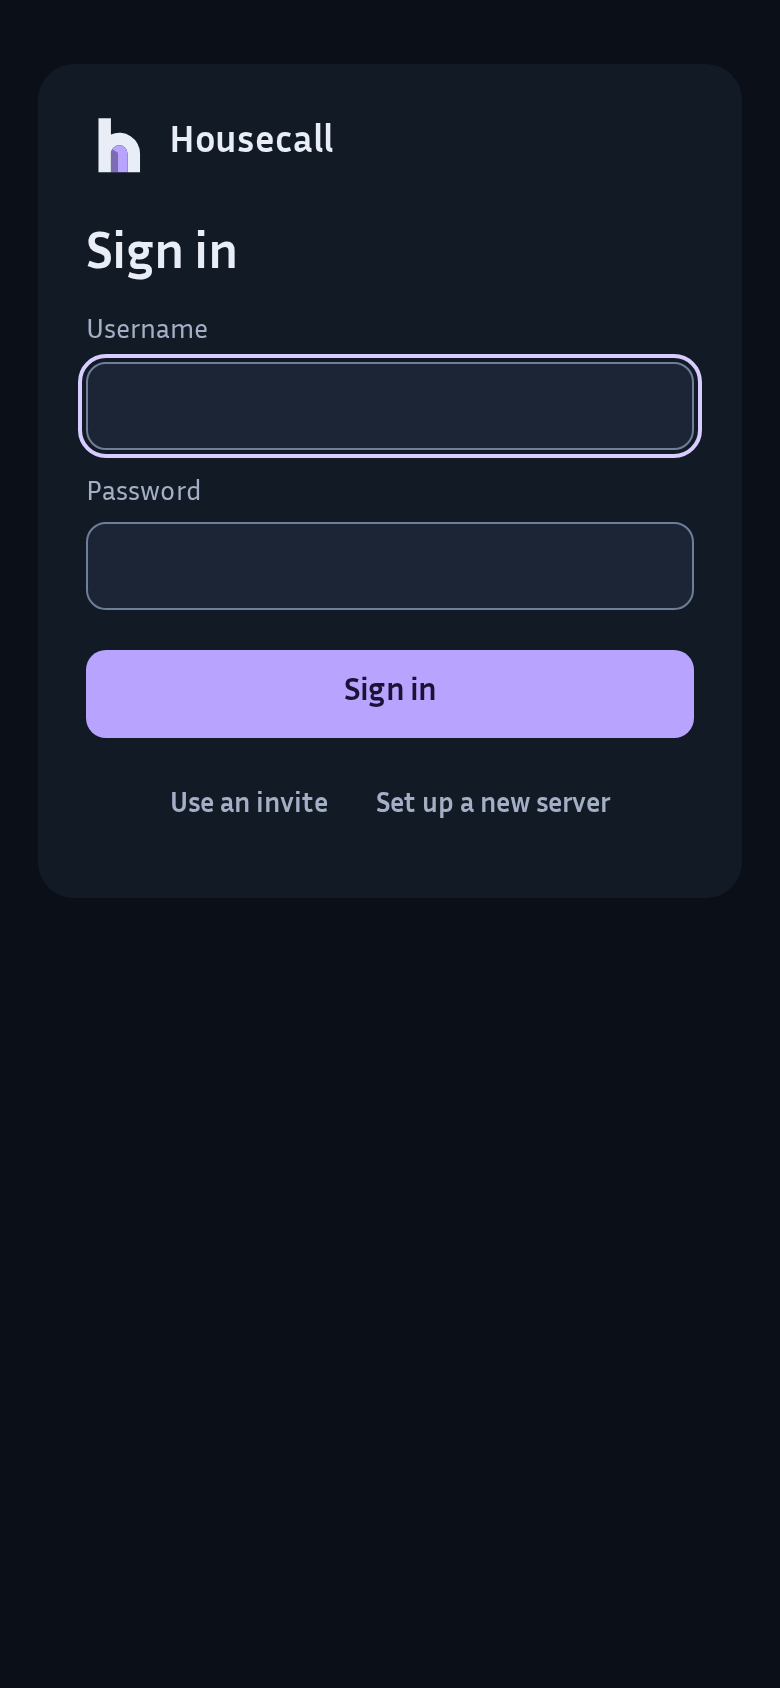 Housecall
Sign in
Username
Password
Sign in
Use an invite Set up a new server